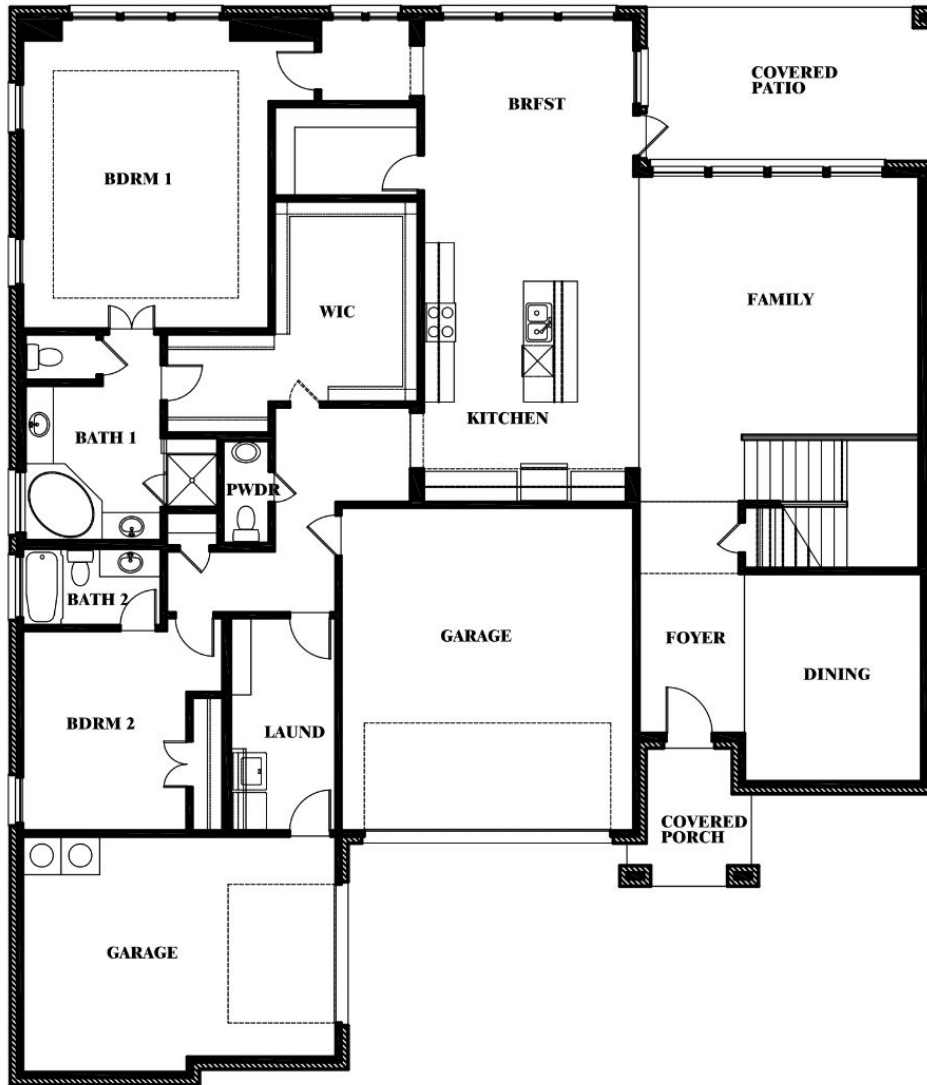 COVERED
PATIO
BRFST
BDRM 1
FAMILY
WIC
KITCHEN
BATH 1
PWDR
BATH 2
GARAGE
FOYER
DINING
BDRM 2
LAUND
COVERED
PORCH
GARAGE